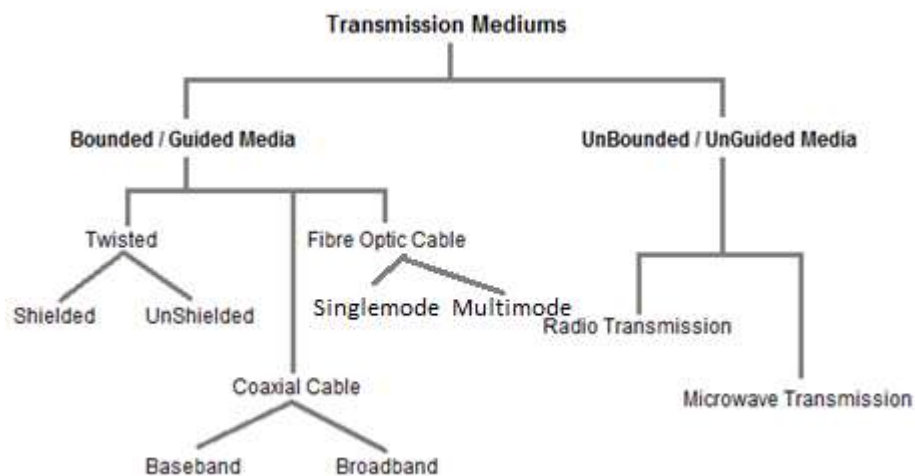 Transmission Mediums
Bounded / Guided Media
UnBounded / UnGuided Media
Twisted
Fibre Optic Cable
Shielded
UnShielded
Singlemode
Multimode
Radio Transmission
Coaxial Cable
Microwave Transmission
Baseband
Broadband